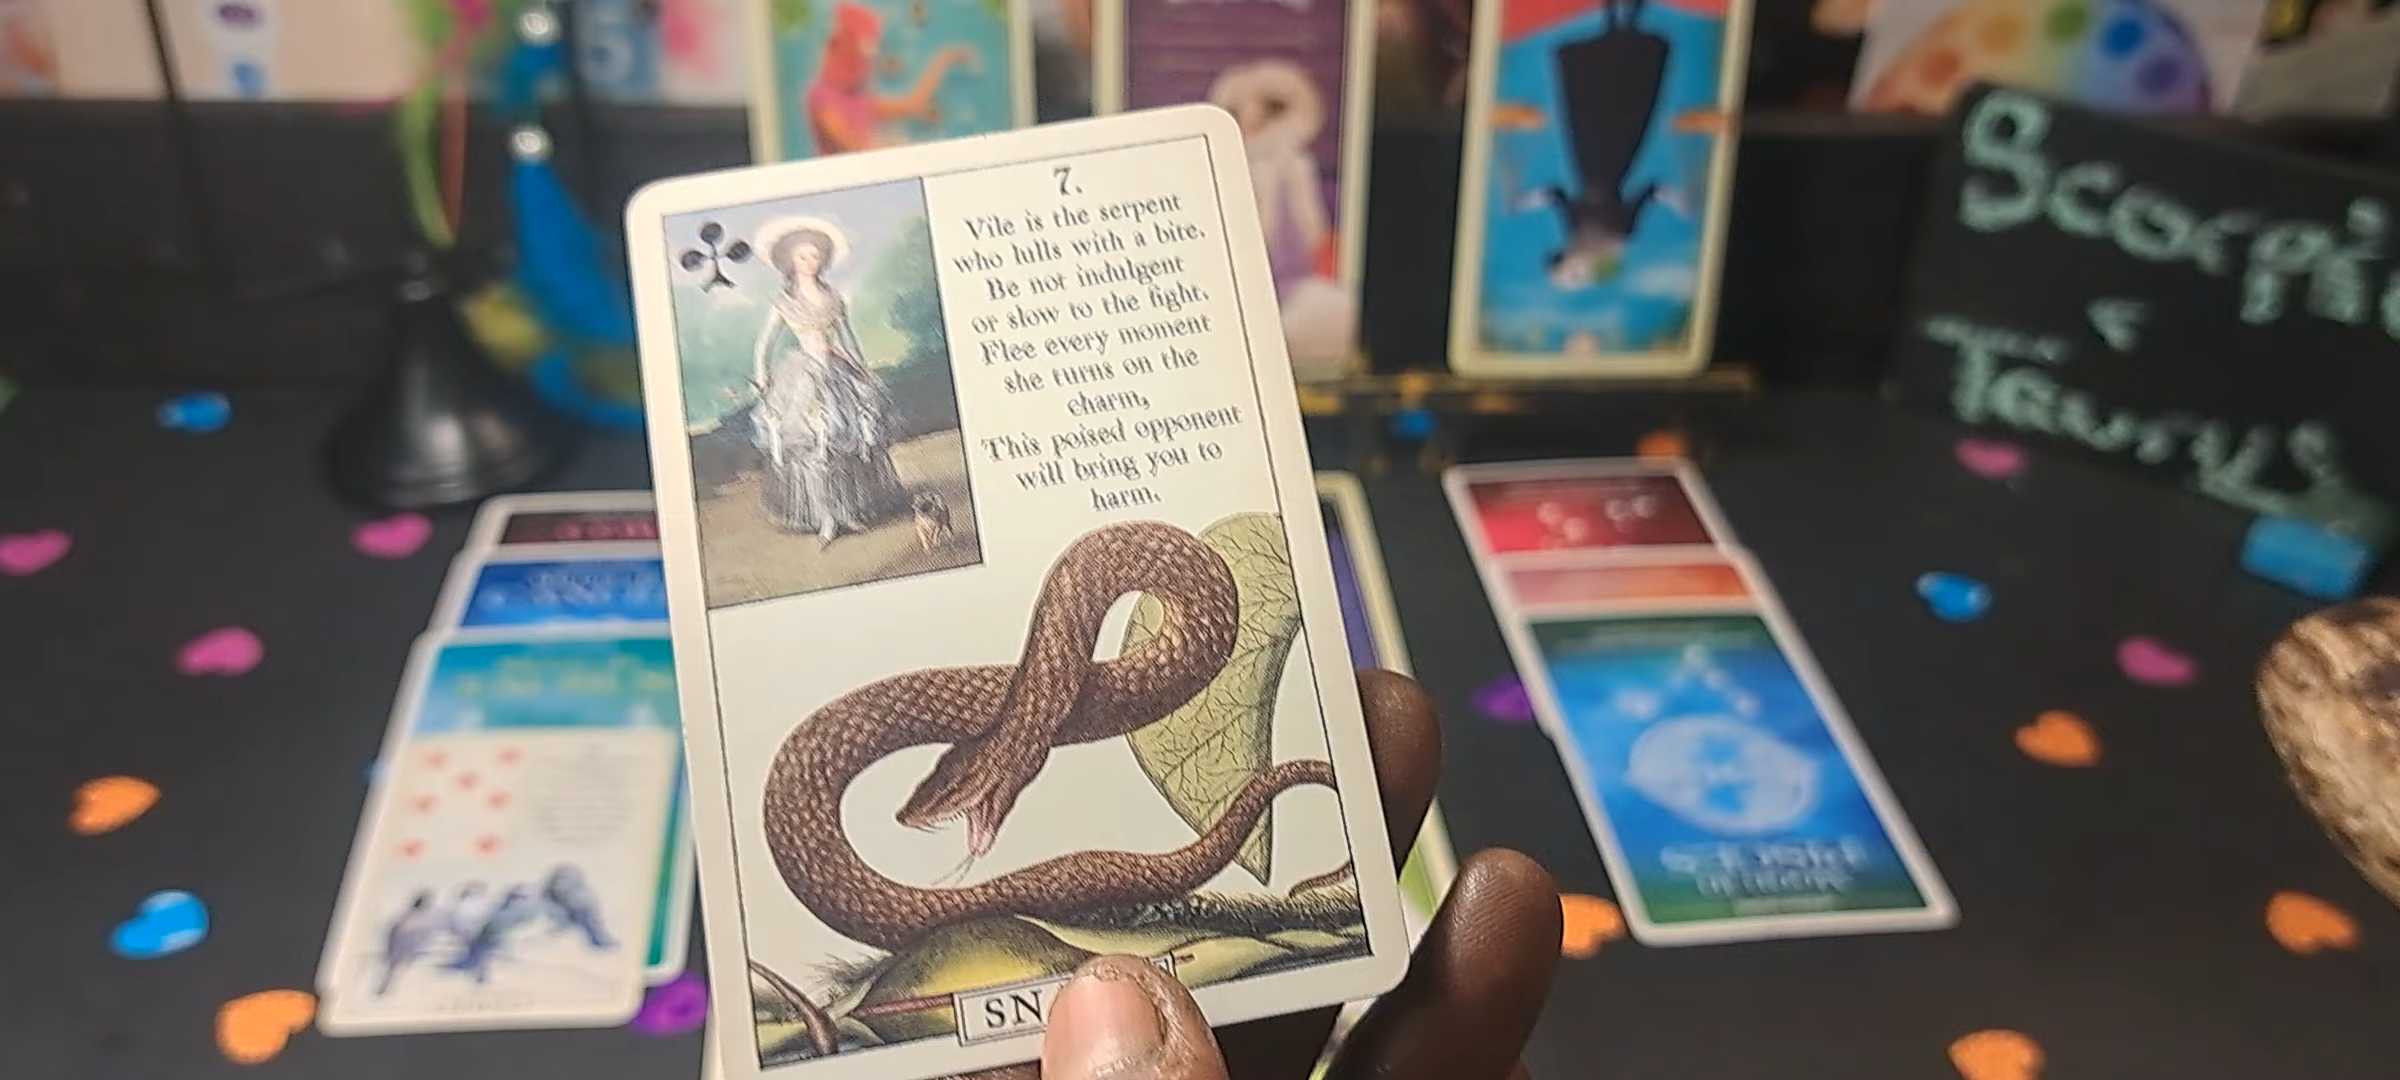 7.
Vile is the serpent
who lulls with a bite.
Be not indulgent
or slow to the fight.
Flee every moment
she turns on the
charm,
This poised opponent
will bring you to
harm.
SN
Scorpi
Taurus